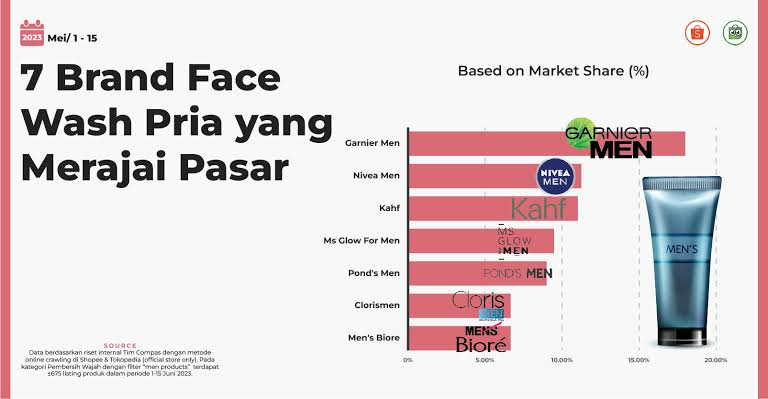 2023 Mei/ 1 - 15
7 Brand Face
Wash Pria yang
Merajai Pasar
Based on Market Share (%)
Garnier Men
GARNIER
MEN
Nivea Men
NIVEA
MEN
Kahf
Kahf
Ms Glow For Men
MS
GLOW
MEN
Pond's Men
POND'S MEN
Clorismen
Cloris
MEN
Men's Biore
MEN'S
Bioré
MEN'S
0%
5.00%
10.00%
15.00%
20.00%
SOURCE
Data berdasarkan riset internal Tim Compas dengan metode
online crawling di Shopee & Tokopedia (official store only). Pada
kategori Pembersih Wajah dengan filter "men products" terdapat
±675 listing produk dalam periode 1-15 Juni 2023.